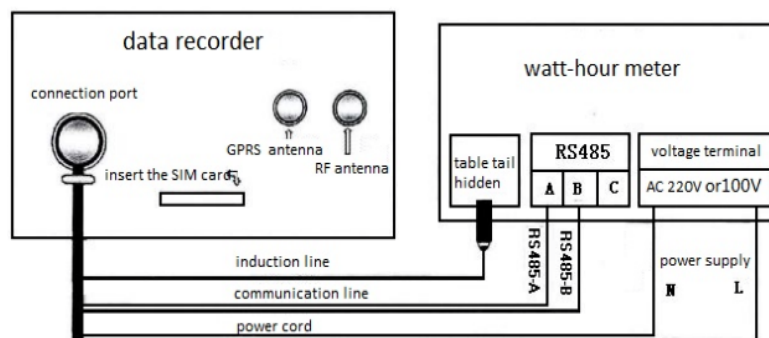 data recorder
connection port
GPRS antenna
RF antenna
insert the SIM card
watt-hour meter
table tail
hidden
RS485
A B C
voltage terminal
AC 220V or100V
induction line
communication line
power cord
RS485-A
RS485-B
power supply
N L